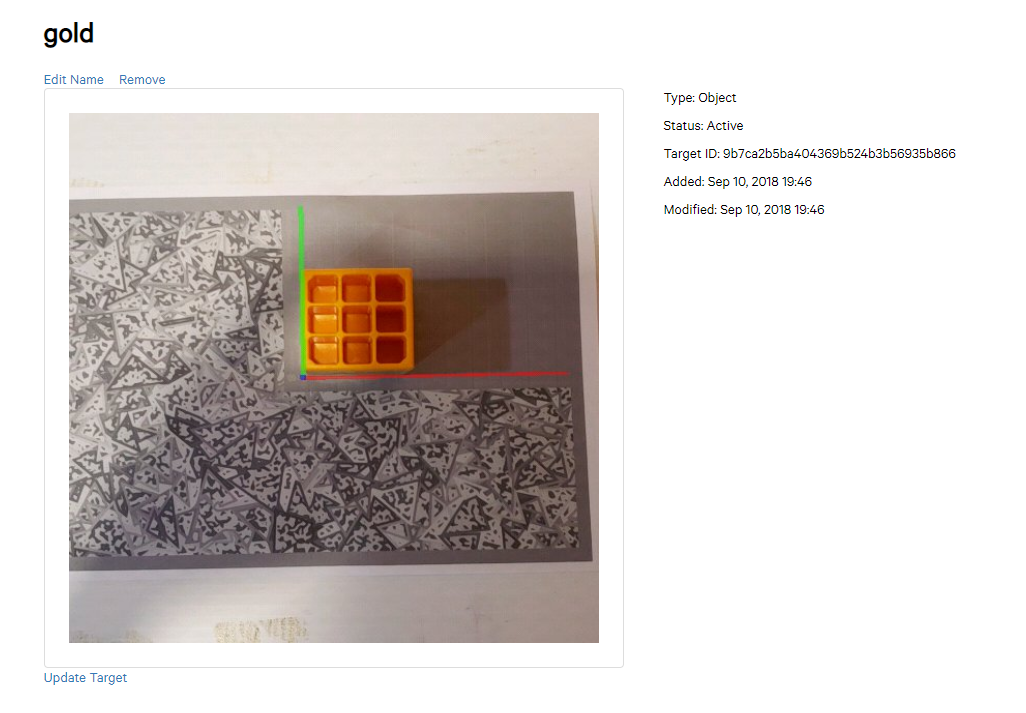 gold
Edit Name Remove
Type: Object
Status: Active
Target ID: 9b7ca2b5ba404369b524b3b56935b866
Added: Sep 10, 2018 19:46
Modified: Sep 10, 2018 19:46
Update Target